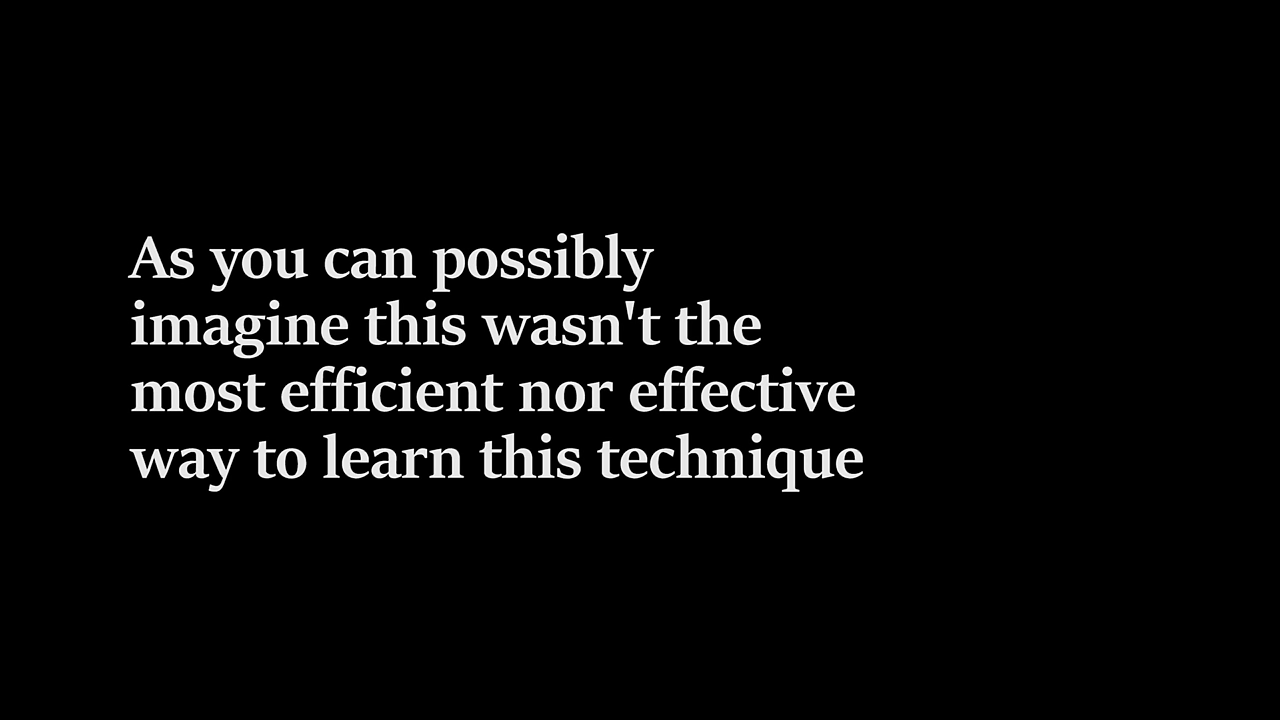 As you can possibly
imagine this wasn't the
most efficient nor effective
way to learn this technique